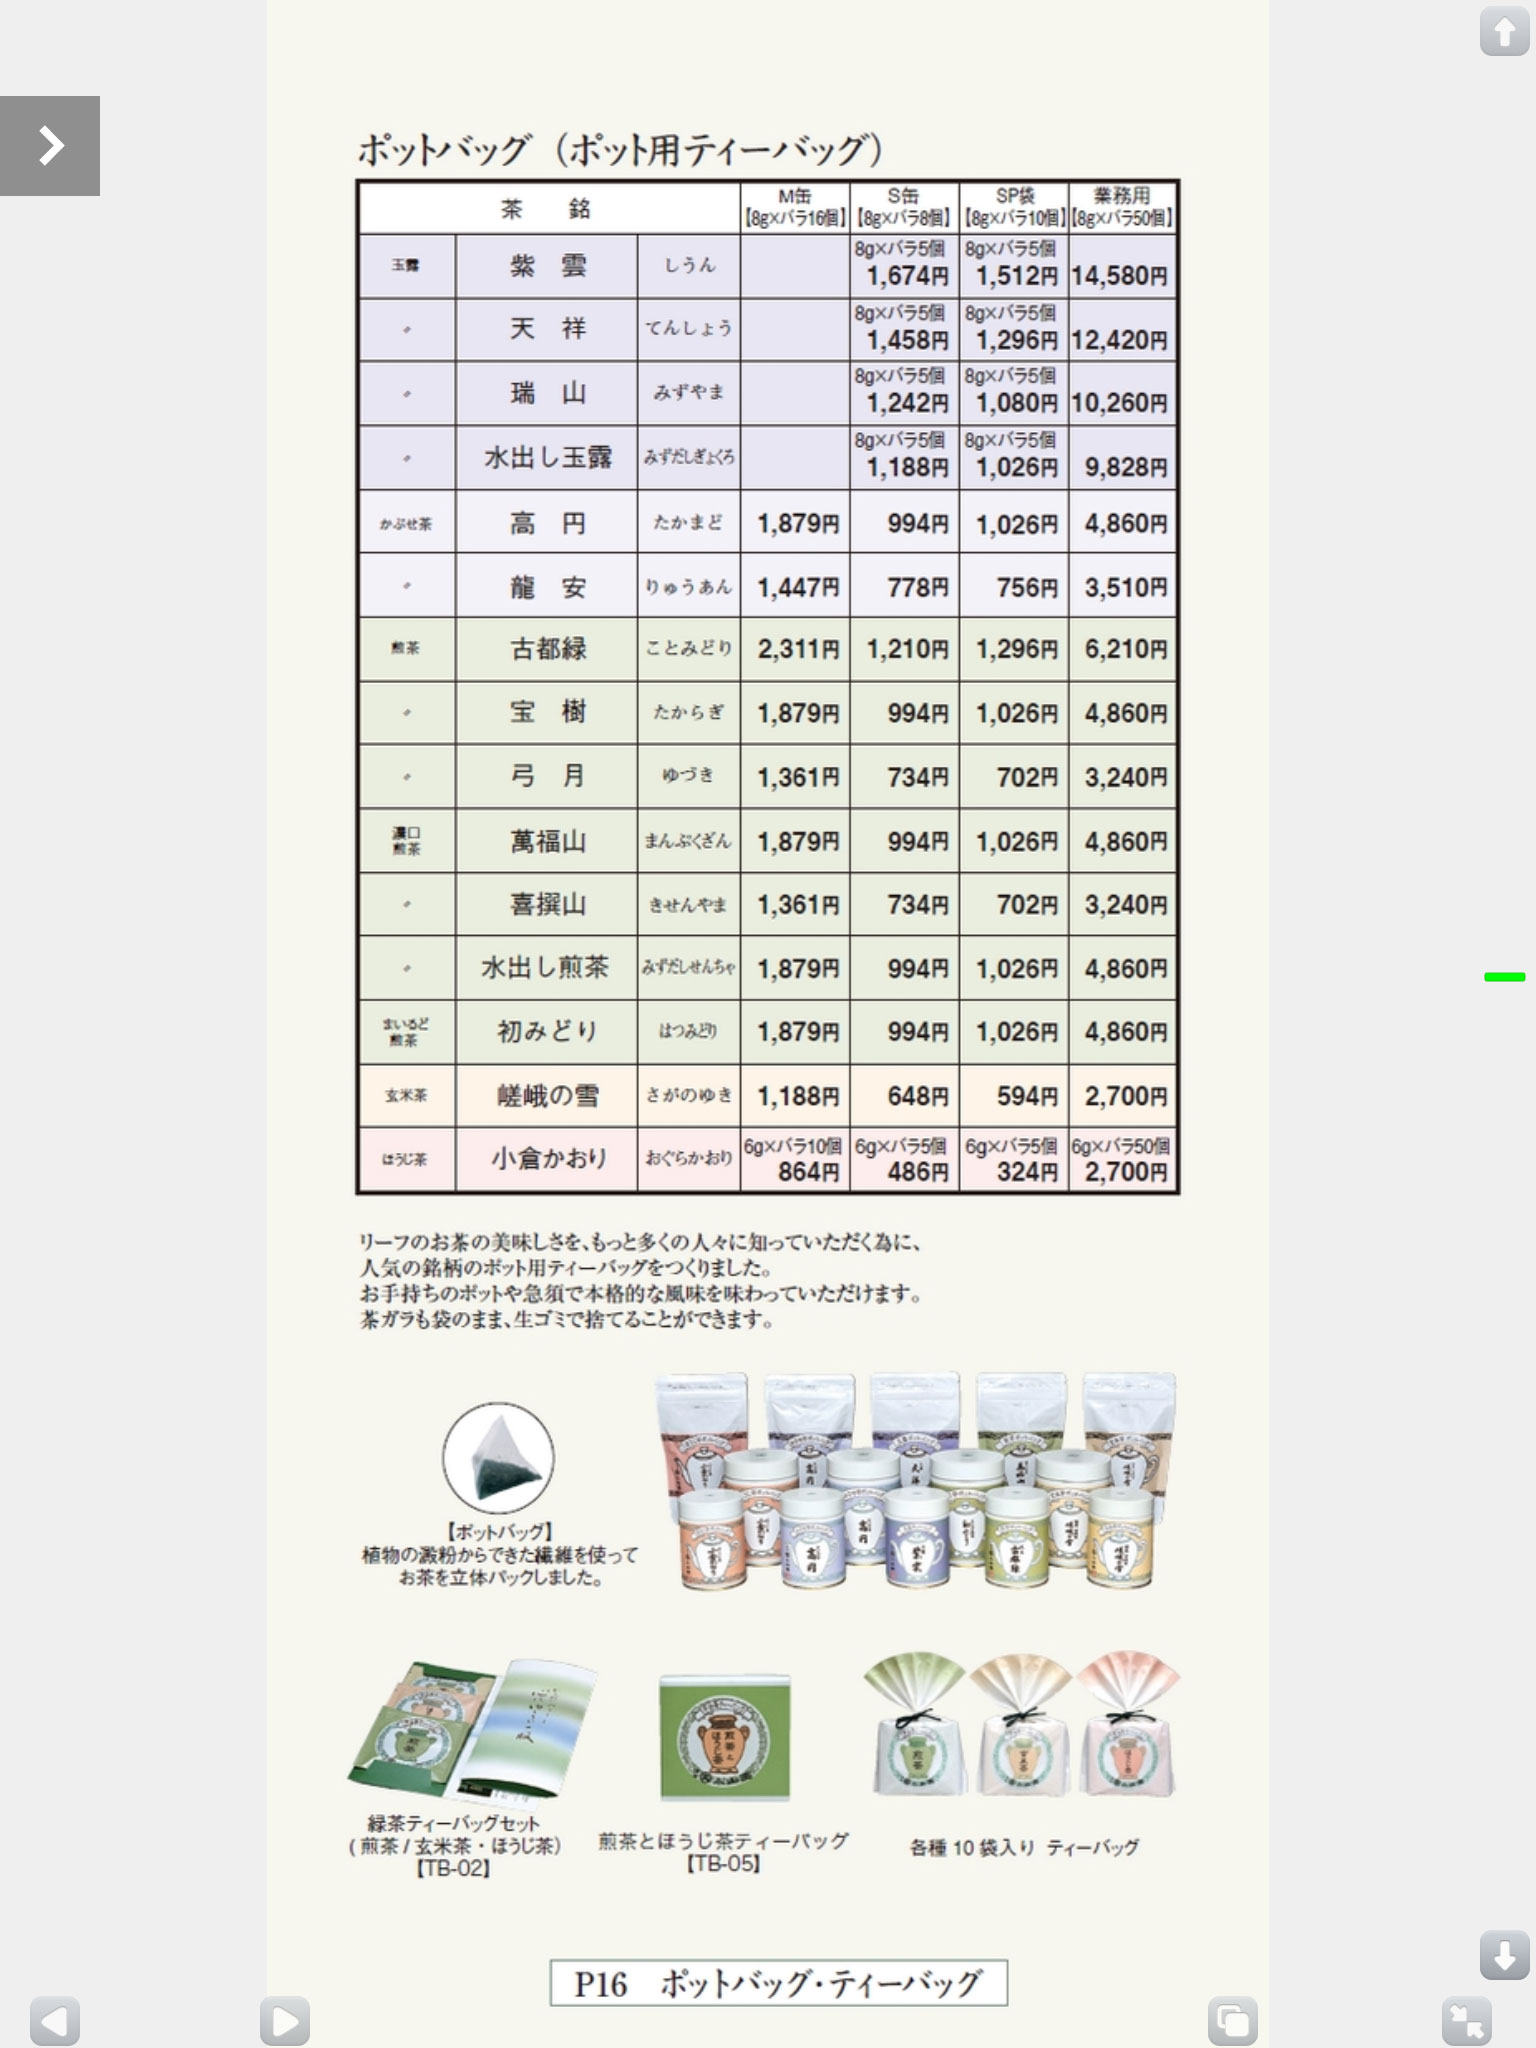 ポットバッグ（ポット用ティーバッグ）
茶 銘 M缶【8g×バラ16個】 S缶【8g×バラ8個】 SP袋【8g×バラ10個】 業務用【8g×バラ50個】
玉露 紫 雲 しうん 8g×バラ5個 1,674円 8g×バラ5個 1,512円 14,580円
〃 天 祥 てんしょう 8g×バラ5個 1,458円 8g×バラ5個 1,296円 12,420円
〃 瑞 山 みずやま 8g×バラ5個 1,242円 8g×バラ5個 1,080円 10,260円
〃 水出し玉露 みずだしぎょくろ 8g×バラ5個 1,188円 8g×バラ5個 1,026円 9,828円
かぶせ茶 高 円 たかまど 1,879円 994円 1,026円 4,860円
〃 龍 安 りゅうあん 1,447円 778円 756円 3,510円
煎茶 古都緑 ことみどり 2,311円 1,210円 1,296円 6,210円
〃 宝 樹 たからぎ 1,879円 994円 1,026円 4,860円
〃 弓 月 ゆづき 1,361円 734円 702円 3,240円
濃口煎茶 萬福山 まんぷくざん 1,879円 994円 1,026円 4,860円
〃 喜撰山 きせんやま 1,361円 734円 702円 3,240円
〃 水出し煎茶 みずだしせんちゃ 1,879円 994円 1,026円 4,860円
まいるど煎茶 初みどり はつみどり 1,879円 994円 1,026円 4,860円
玄米茶 嵯峨の雪 さがのゆき 1,188円 648円 594円 2,700円
ほうじ茶 小倉かおり おぐらかおり 6g×バラ10個 864円 6g×バラ5個 486円 6g×バラ5個 324円 6g×バラ50個 2,700円
リーフのお茶の美味しさを、もっと多くの人々に知っていただく為に、
人気の銘柄のポット用ティーバッグをつくりました。
お手持ちのポットや急須で本格的な風味を味わっていただけます。
茶ガラも袋のまま、生ゴミで捨てることができます。
【ポットバッグ】
植物の澱粉からできた繊維を使って
お茶を立体パックしました。
高円
高円
紫雲
古都緑
嵯峨の雪
煎茶
煎茶と
ほうじ茶
煎茶
玄米茶
ほうじ茶
緑茶ティーバッグセット
( 煎茶 / 玄米茶・ほうじ茶）
【TB-02】
煎茶とほうじ茶ティーバッグ
【TB-05】
各種 10 袋入り ティーバッグ
P16 ポットバッグ・ティーバッグ